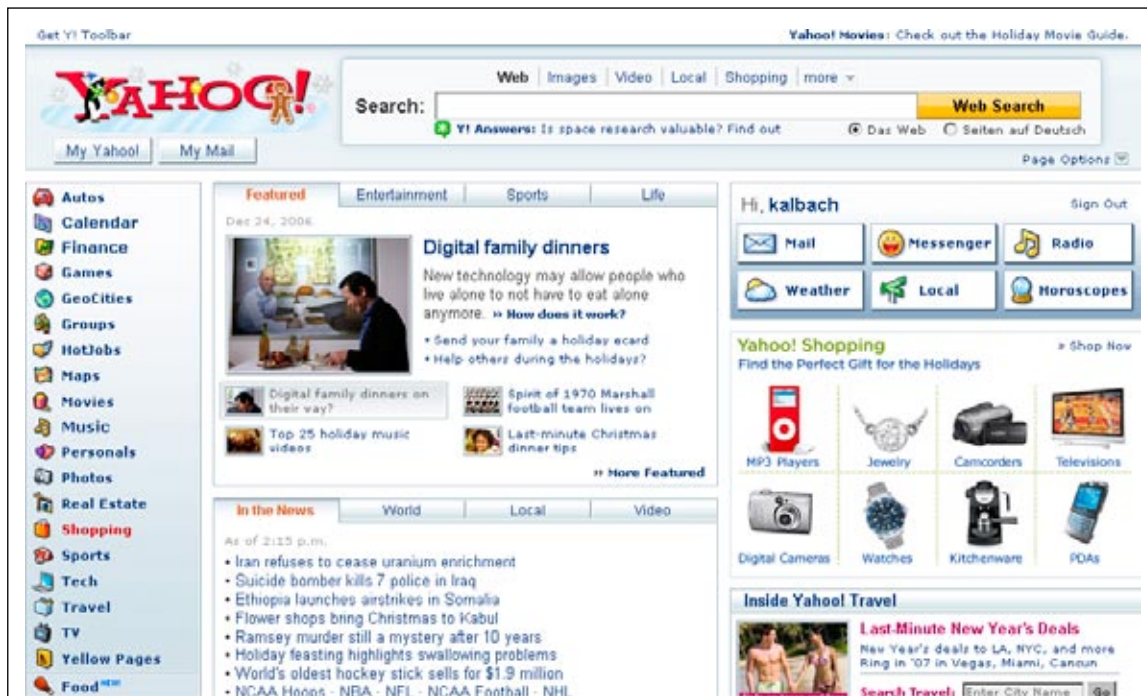 Get Y! Toolbar
Yahoo! Movies: Check out the Holiday Movie Guide.
YAHOO!
Web Images Video Local Shopping more
Search: Web Search
Y! Answers: Is space research valuable? Find out
Das Web Seiten auf Deutsch
My Yahoo! My Mail
Page Options
Autos
Calendar
Finance
Games
GeoCities
Groups
HotJobs
Maps
Movies
Music
Personals
Photos
Real Estate
Shopping
Sports
Tech
Travel
TV
Yellow Pages
Food NEW!
Featured Entertainment Sports Life
Dec 24, 2006
Digital family dinners
New technology may allow people who
live alone to not have to eat alone
anymore. » How does it work?
• Send your family a holiday ecard
• Help others during the holidays?
Digital family dinners on
their way?
Spirit of 1970 Marshall
football team lives on
Top 25 holiday music
videos
Last-minute Christmas
dinner tips
» More Featured
In the News World Local Video
As of 2:15 p.m.
• Iran refuses to cease uranium enrichment
• Suicide bomber kills 7 police in Iraq
• Ethiopia launches airstrikes in Somalia
• Flower shops bring Christmas to Kabul
• Ramsey murder still a mystery after 10 years
• Holiday feasting highlights swallowing problems
• World's oldest hockey stick sells for $1.9 million
• NCAA Hoops - NBA - NFL - NCAA Football - NHL
Hi, kalbach Sign Out
Mail Messenger Radio
Weather Local Horoscopes
Yahoo! Shopping » Shop Now
Find the Perfect Gift for the Holidays
MP3 Players Jewelry Camcorders Televisions
Digital Cameras Watches Kitchenware PDAs
Inside Yahoo! Travel
Last-Minute New Year's Deals
New Year's deals to LA, NYC, and more
Ring in '07 in Vegas, Miami, Cancun
Search Travel: Enter City Name Go